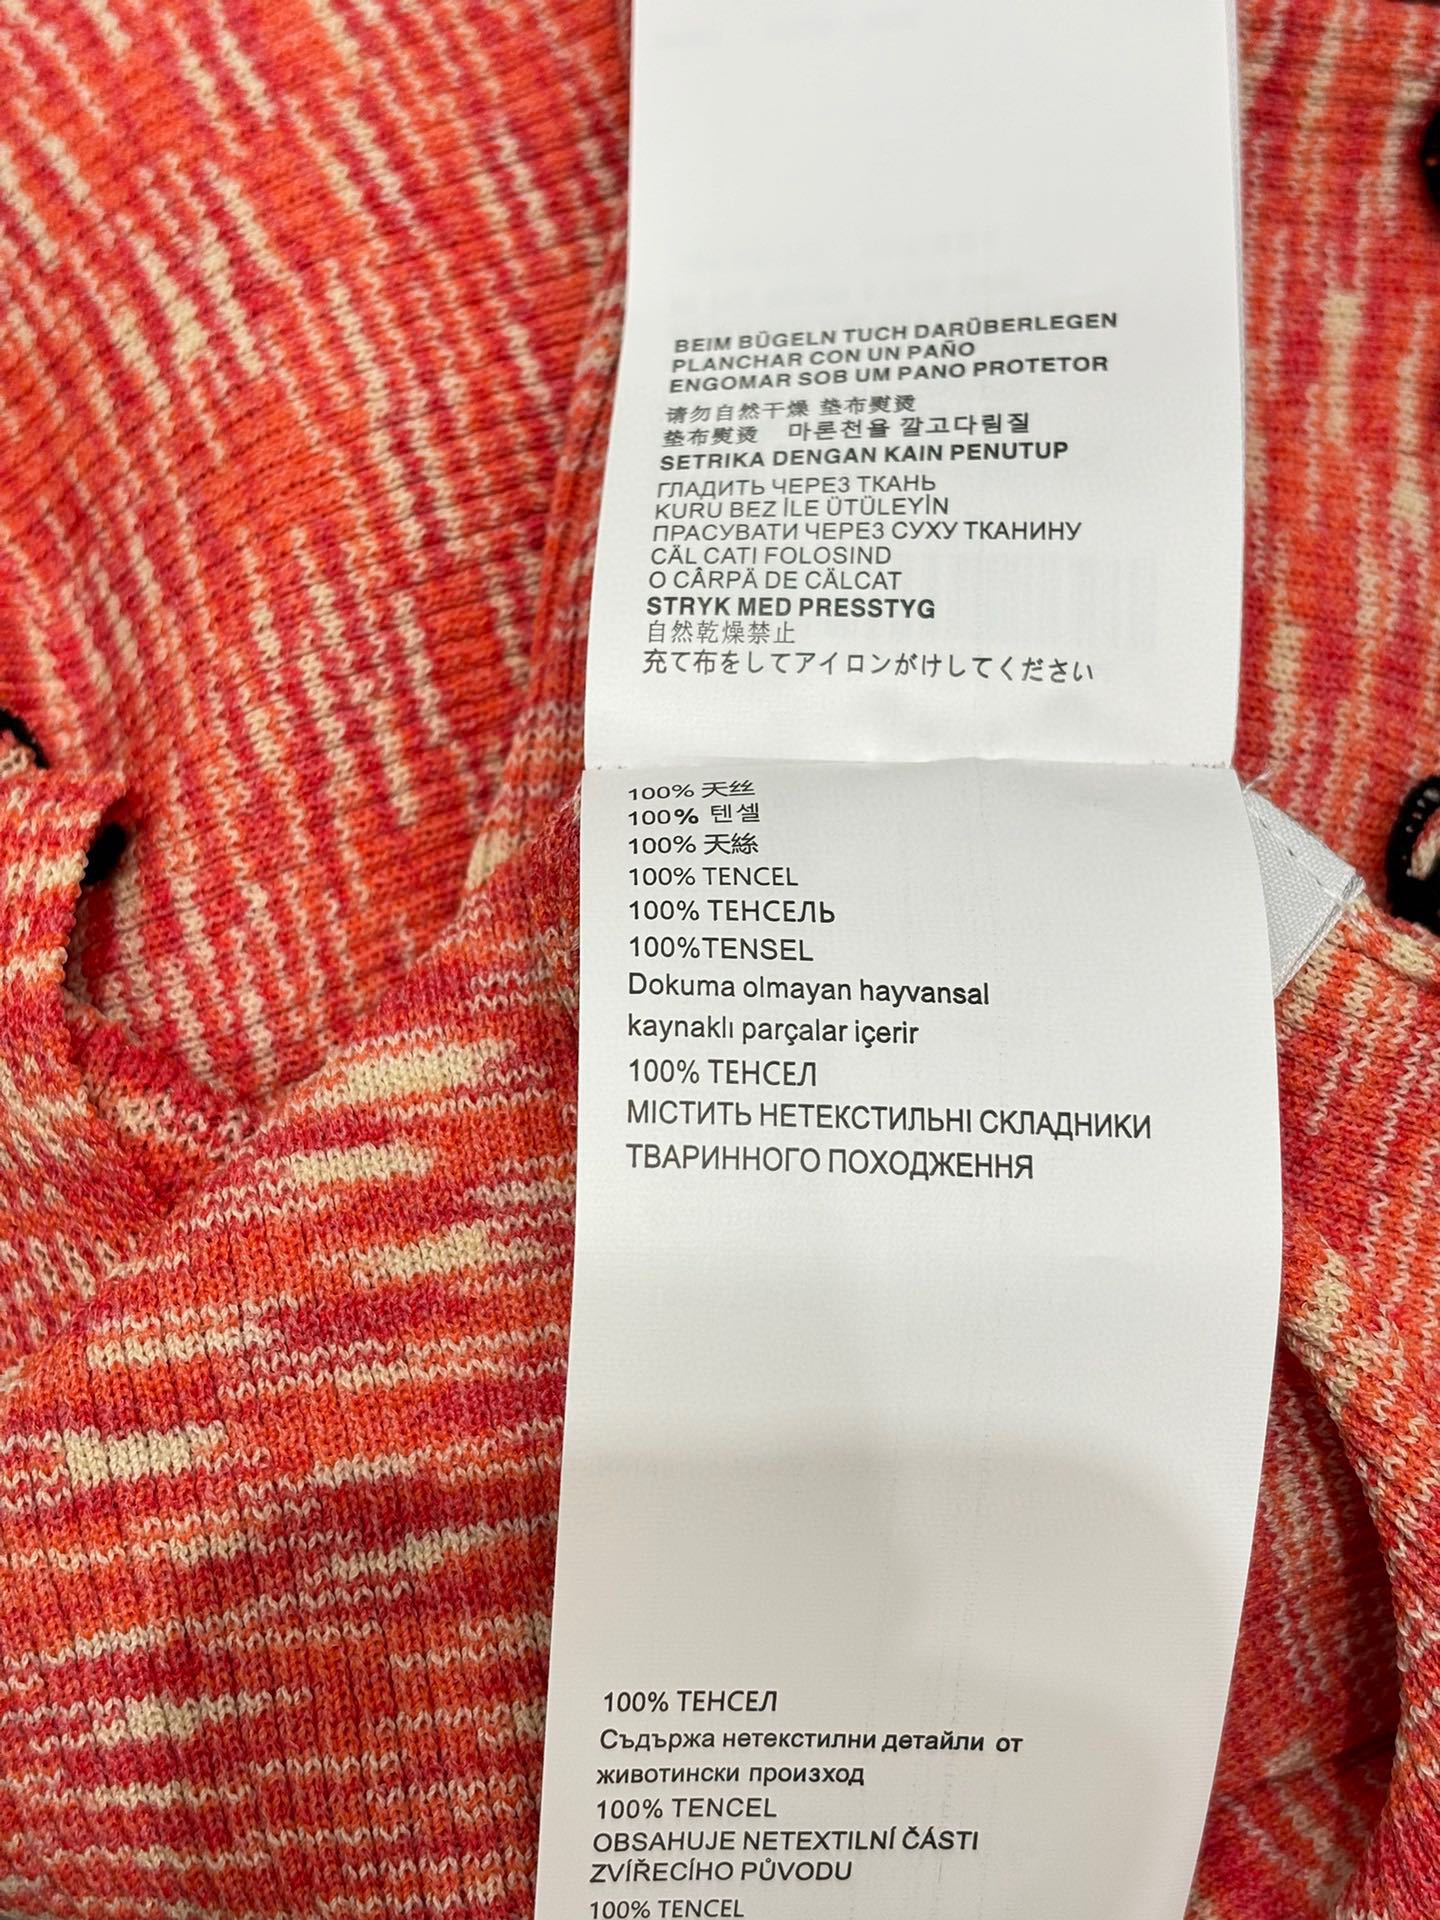 BEIM BÜGELN TUCH DARÜBERLEGEN
PLANCHAR CON UN PAÑO
ENGOMAR SOB UM PANO PROTETOR
请勿自然干燥 垫布熨烫
垫布熨烫 마른천을 깔고다림질
SETRIKA DENGAN KAIN PENUTUP
ГЛАДИТЬ ЧЕРЕЗ ТКАНЬ
KURU BEZ İLE ÜTÜLEYİN
ПРАСУВАТИ ЧЕРЕЗ СУХУ ТКАНИНУ
CÄL CATI FOLOSIND
O CÂRPÄ DE CÄLCAT
STRYK MED PRESSTYG
自然乾燥禁止
充て布をしてアイロンがけしてください
100% 天丝
100% 텐셀
100% 天絲
100% TENCEL
100% ТЕНСЕЛЬ
100%TENSEL
Dokuma olmayan hayvansal
kaynaklı parçalar içerir
100% ТЕНСЕЛ
МІСТИТЬ НЕТЕКСТИЛЬНІ СКЛАДНИКИ
ТВАРИННОГО ПОХОДЖЕННЯ
100% ТЕНСЕЛ
Съдържа нетекстилни детайли от
животински произход
100% TENCEL
OBSAHUJE NETEXTILNÍ ČÁSTI
ZVÍŘECÍHO PŮVODU
100% TENCEL